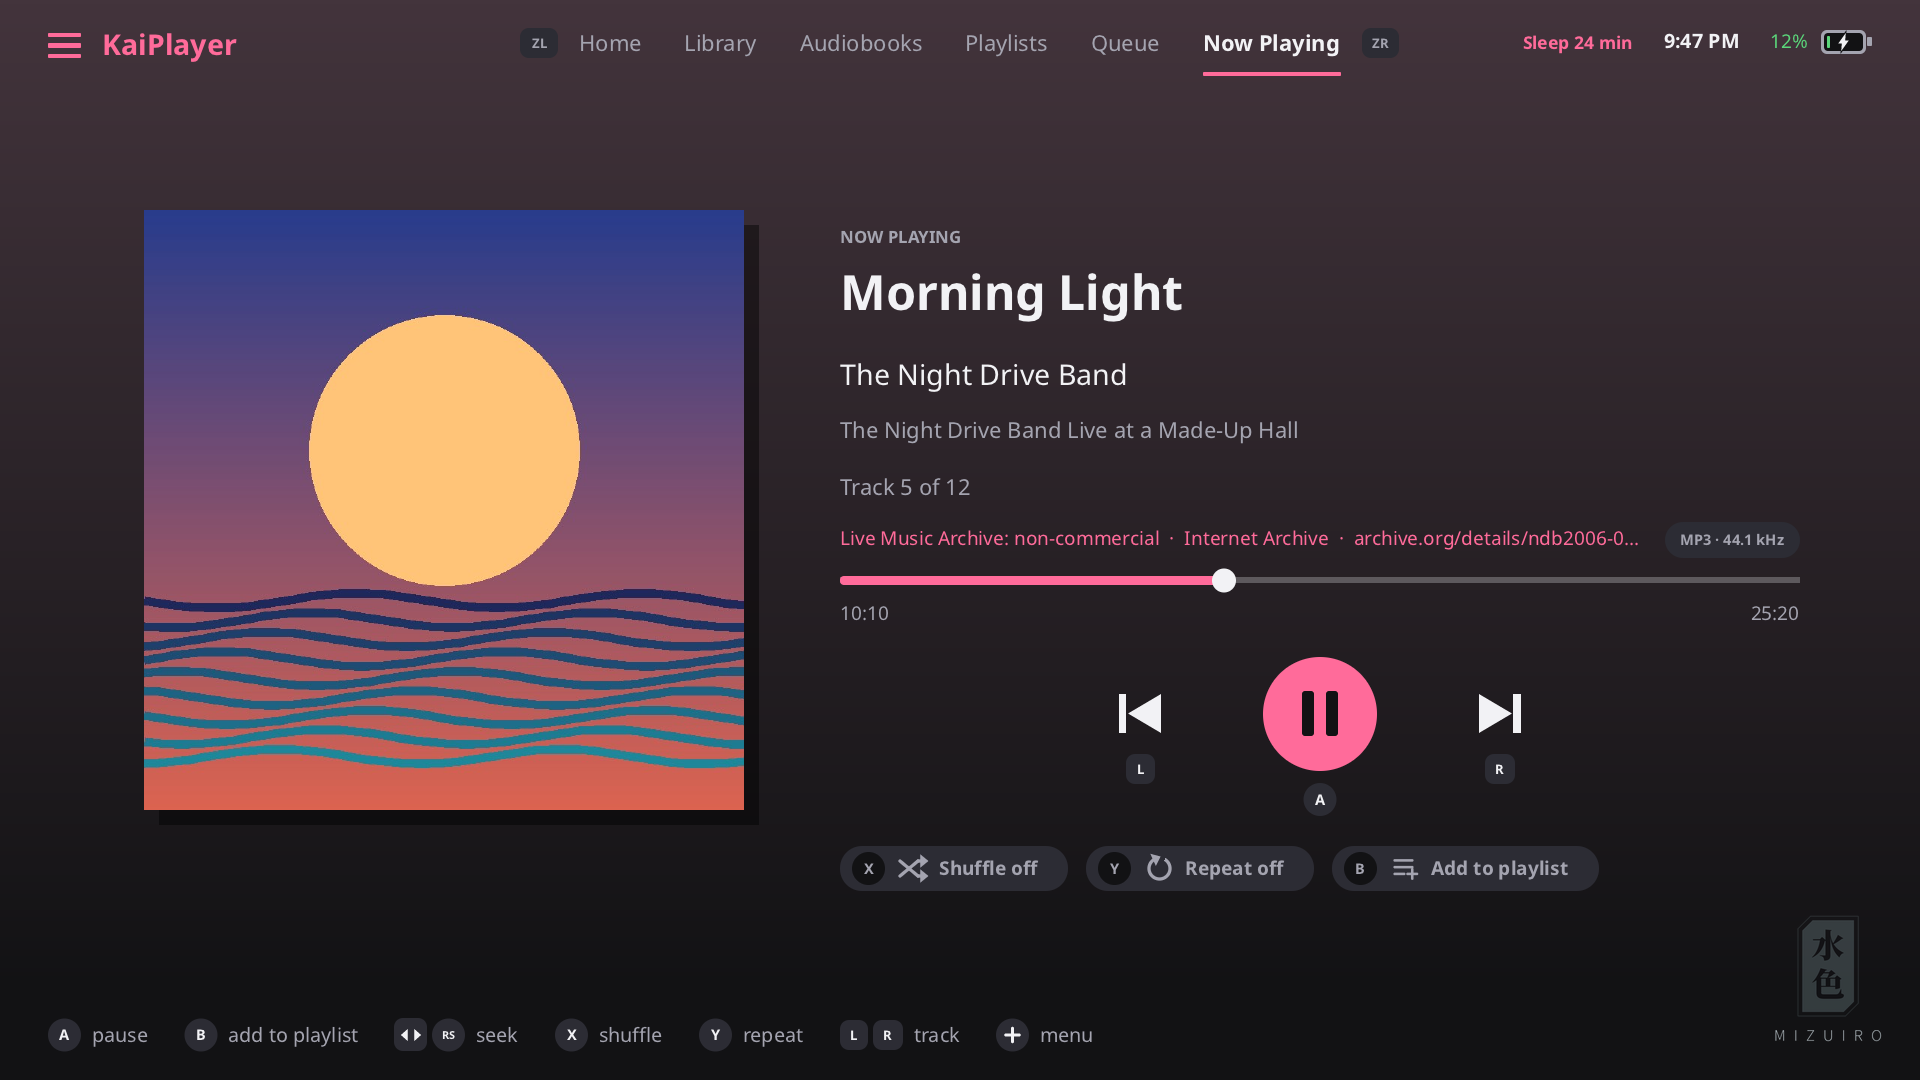 KaiPlayer
ZL Home Library Audiobooks Playlists Queue Now Playing ZR
Sleep 24 min 9:47 PM 12%
NOW PLAYING
Morning Light
The Night Drive Band
The Night Drive Band Live at a Made-Up Hall
Track 5 of 12
Live Music Archive: non-commercial · Internet Archive · archive.org/details/ndb2006-0...
MP3 · 44.1 kHz
10:10 25:20
L A R
X Shuffle off Y Repeat off B Add to playlist
水色
MIZUIRO
A pause B add to playlist RS seek X shuffle Y repeat L R track + menu